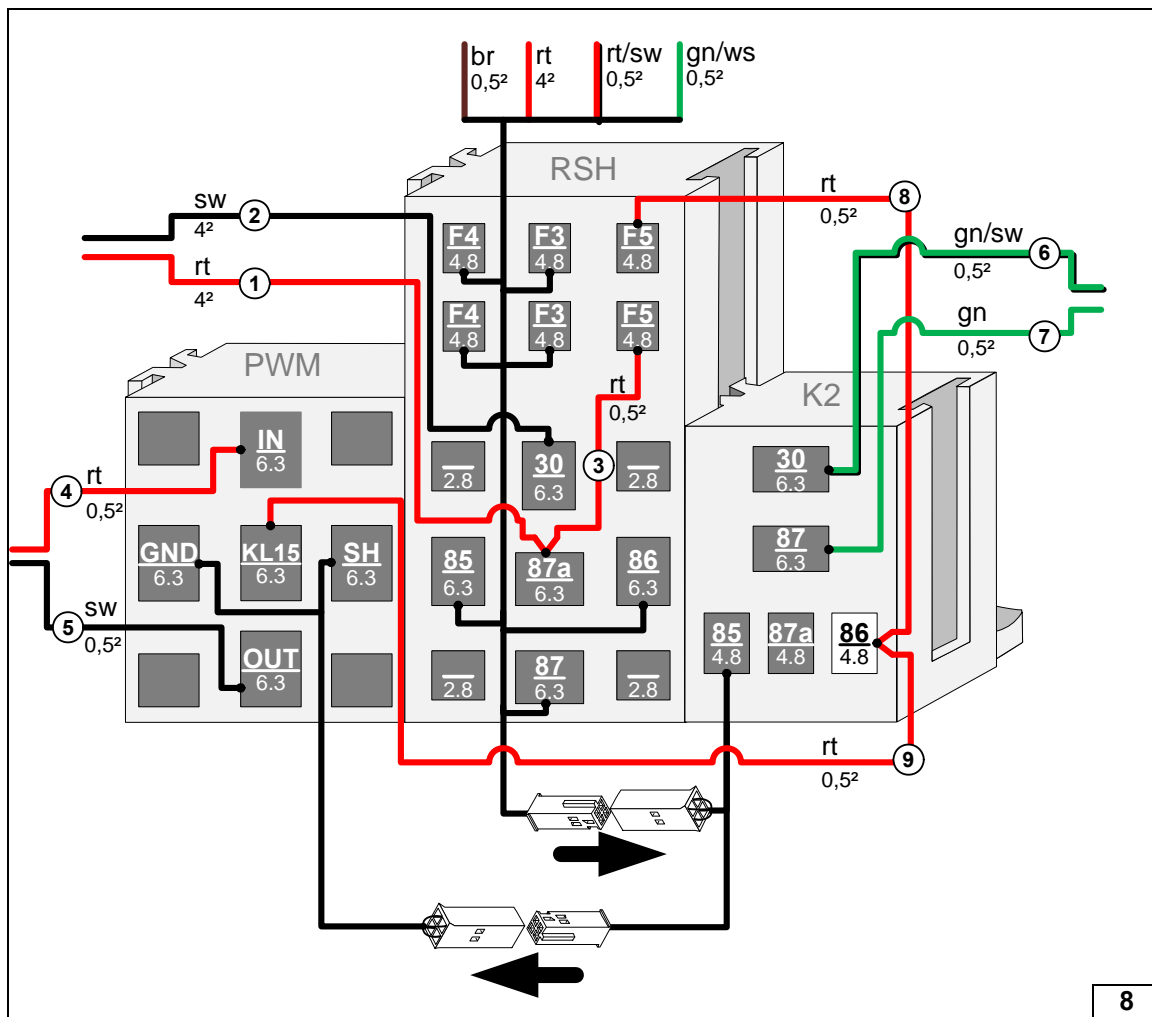 br
0,5²
rt
4²
rt/sw
0,5²
gn/ws
0,5²
RSH
rt
0,5²
8
sw
4²
2
rt
4²
1
F4
4.8
F3
4.8
F5
4.8
gn/sw
0,5²
6
F4
4.8
F3
4.8
F5
4.8
gn
0,5²
7
PWM
rt
0,5²
K2
IN
6.3
2.8
30
6.3
3
2.8
30
6.3
4
rt
0,5²
GND
6.3
KL15
6.3
SH
6.3
85
6.3
87a
6.3
86
6.3
87
6.3
5
sw
0,5²
OUT
6.3
2.8
87
6.3
2.8
85
4.8
87a
4.8
86
4.8
rt
0,5²
9
8